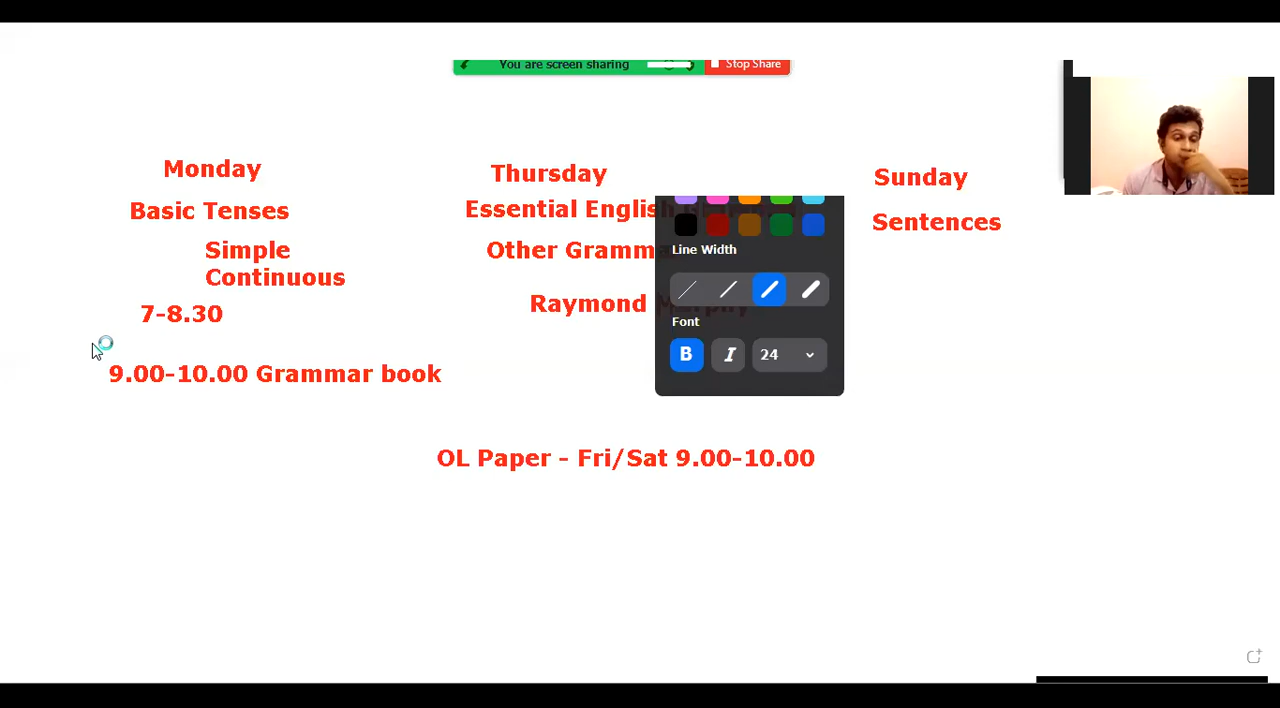 You are screen sharing Stop Share
Monday
Thursday
Sunday
Basic Tenses
Essential English
Sentences
Simple
Other Gramma
Line Width
Continuous
Raymond Murphy
7-8.30
Font
B I 24
9.00-10.00 Grammar book
OL Paper - Fri/Sat 9.00-10.00